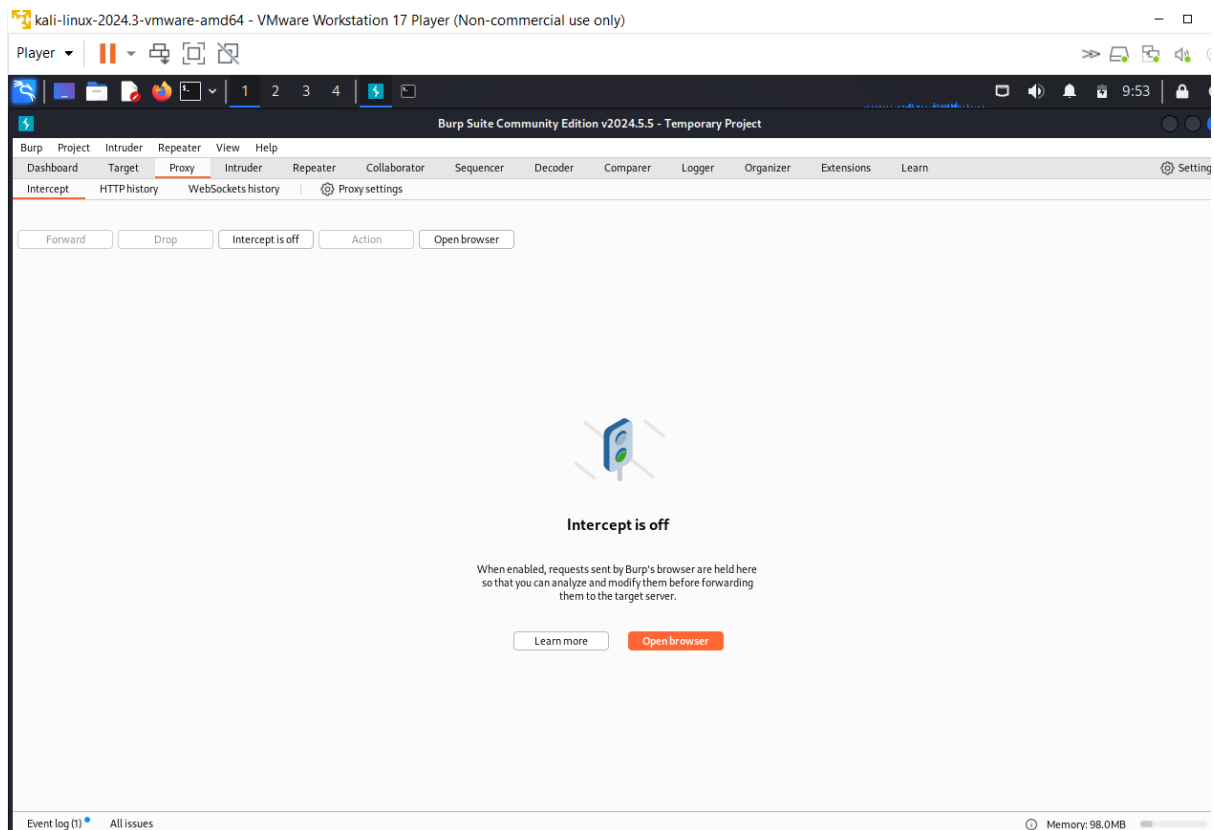 kali-linux-2024.3-vmware-amd64 - VMware Workstation 17 Player (Non-commercial use only)
Player
1 2 3 4 9:53
Burp Suite Community Edition v2024.5.5 - Temporary Project
Burp Project Intruder Repeater View Help
Dashboard Target Proxy Intruder Repeater Collaborator Sequencer Decoder Comparer Logger Organizer Extensions Learn Setting
Intercept HTTP history WebSockets history Proxy settings
Forward Drop Intercept is off Action Open browser
Intercept is off
When enabled, requests sent by Burp's browser are held here
so that you can analyze and modify them before forwarding
them to the target server.
Learn more Open browser
Event log (1) All issues Memory: 98.0MB